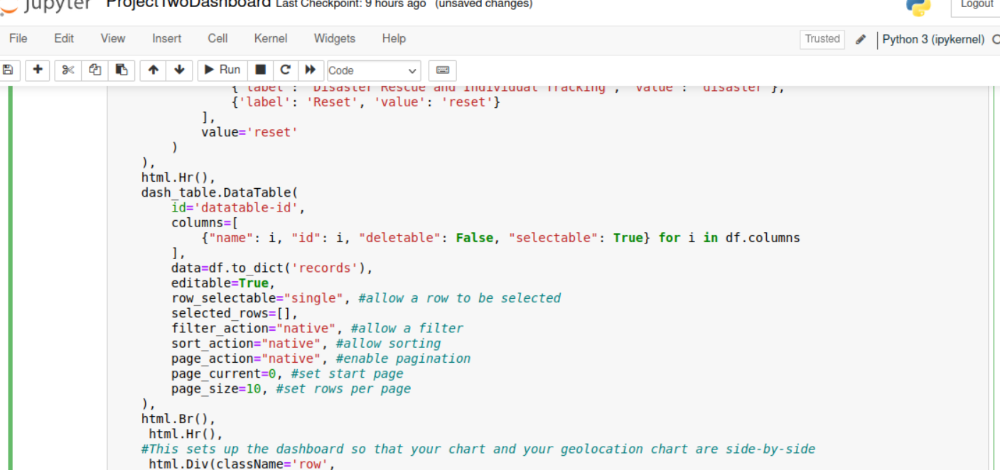 jupyter ProjectTwoDashboard Last Checkpoint: 9 hours ago (unsaved changes) Logout
File Edit View Insert Cell Kernel Widgets Help Trusted Python 3 (ipykernel)
Run Code
{'label': 'Disaster Rescue and Individual Tracking', 'value': 'disaster'},
{'label': 'Reset', 'value': 'reset'}
],
value='reset'
)
),
html.Hr(),
dash_table.DataTable(
id='datatable-id',
columns=[
{"name": i, "id": i, "deletable": False, "selectable": True} for i in df.columns
],
data=df.to_dict('records'),
editable=True,
row_selectable="single", #allow a row to be selected
selected_rows=[],
filter_action="native", #allow a filter
sort_action="native", #allow sorting
page_action="native", #enable pagination
page_current=0, #set start page
page_size=10, #set rows per page
),
html.Br(),
html.Hr(),
#This sets up the dashboard so that your chart and your geolocation chart are side-by-side
html.Div(className='row',